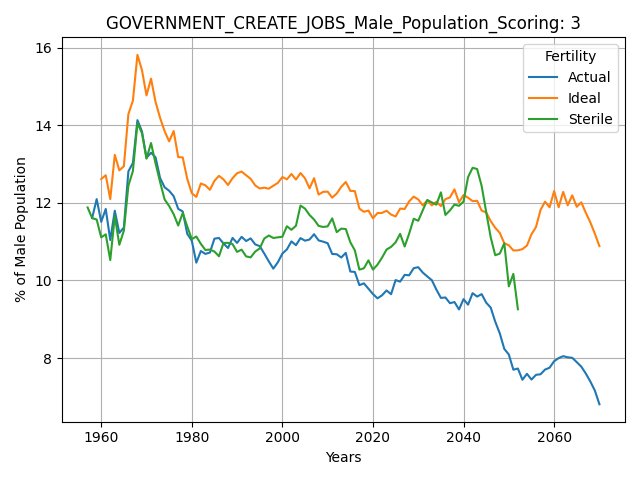 GOVERNMENT_CREATE_JOBS_Male_Population_Scoring: 3
Fertility
Actual
Ideal
Sterile
% of Male Population
16
14
12
10
8
1960 1980 2000 2020 2040 2060
Years